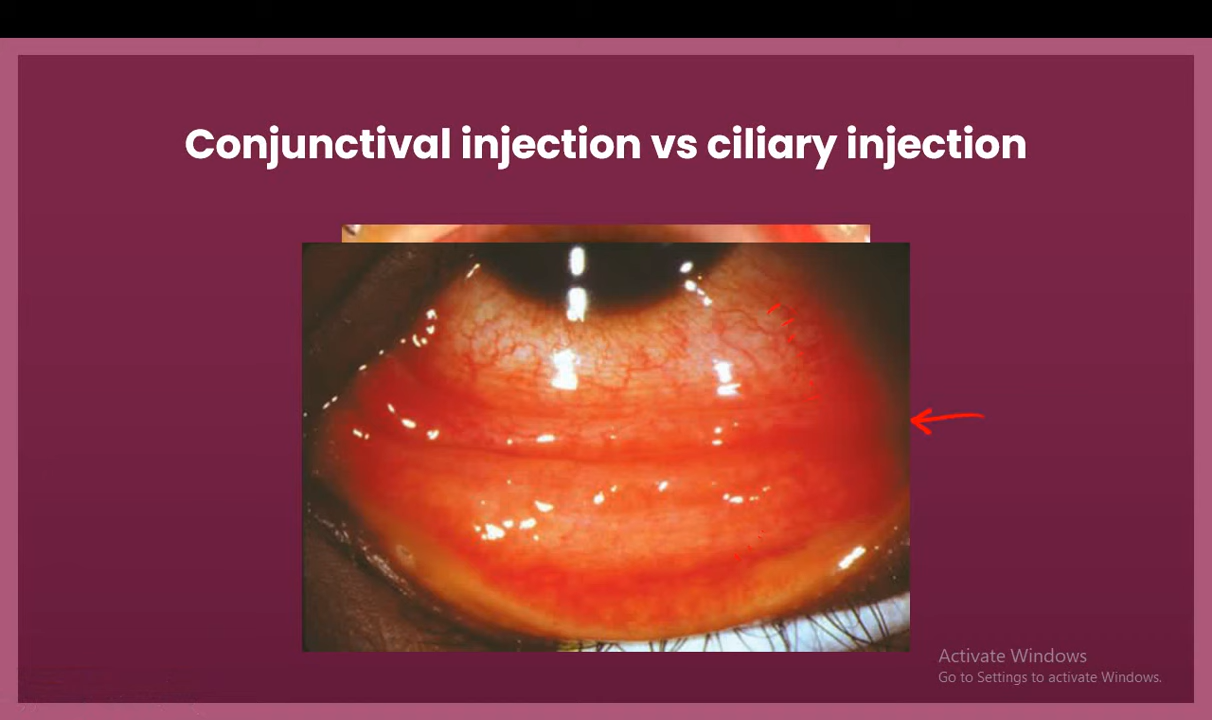 Conjunctival injection vs ciliary injection
Activate Windows
Go to Settings to activate Windows.